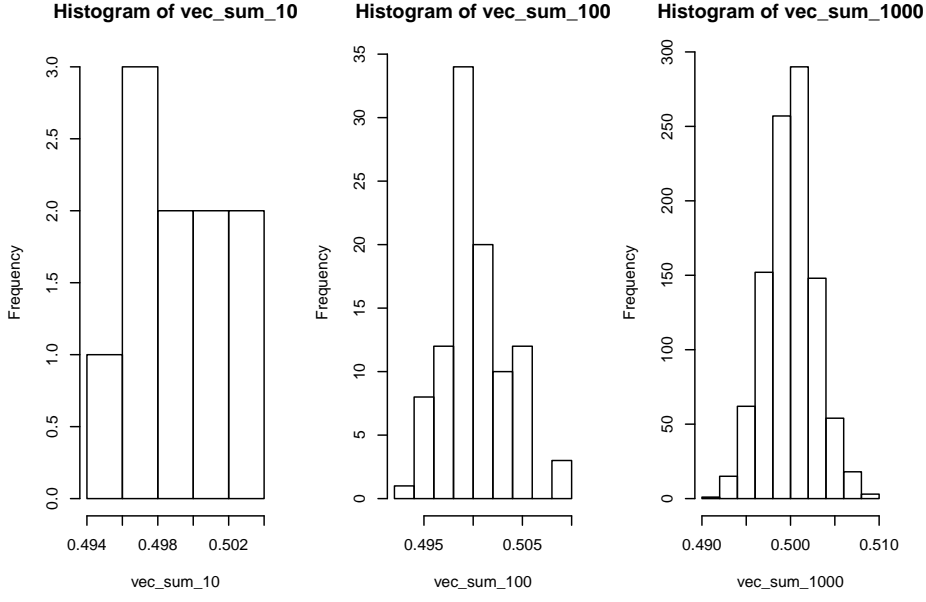 Histogram of vec_sum_10
Frequency
3.0
2.5
2.0
1.5
1.0
0.5
0.0
0.494 0.498 0.502
vec_sum_10
Histogram of vec_sum_100
Frequency
35
30
25
20
15
10
5
0
0.495 0.505
vec_sum_100
Histogram of vec_sum_1000
Frequency
300
250
200
150
100
50
0
0.490 0.500 0.510
vec_sum_1000